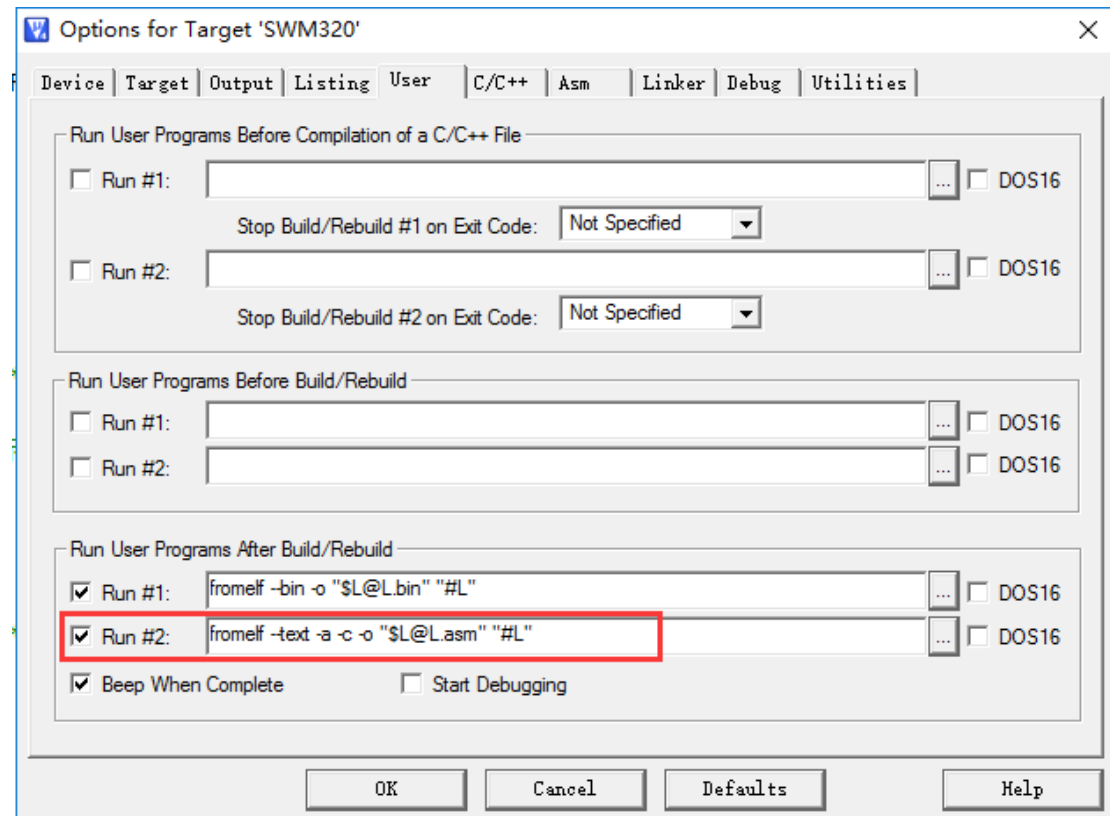 Options for Target 'SWM320'
Device Target Output Listing User C/C++ Asm Linker Debug Utilities
Run User Programs Before Compilation of a C/C++ File
Run #1: ... DOS16
Stop Build/Rebuild #1 on Exit Code: Not Specified
Run #2: ... DOS16
Stop Build/Rebuild #2 on Exit Code: Not Specified
Run User Programs Before Build/Rebuild
Run #1: ... DOS16
Run #2: ... DOS16
Run User Programs After Build/Rebuild
Run #1: fromelf --bin -o "$L@L.bin" "#L" ... DOS16
Run #2: fromelf --text -a -c -o "$L@L.asm" "#L" ... DOS16
Beep When Complete Start Debugging
OK Cancel Defaults Help